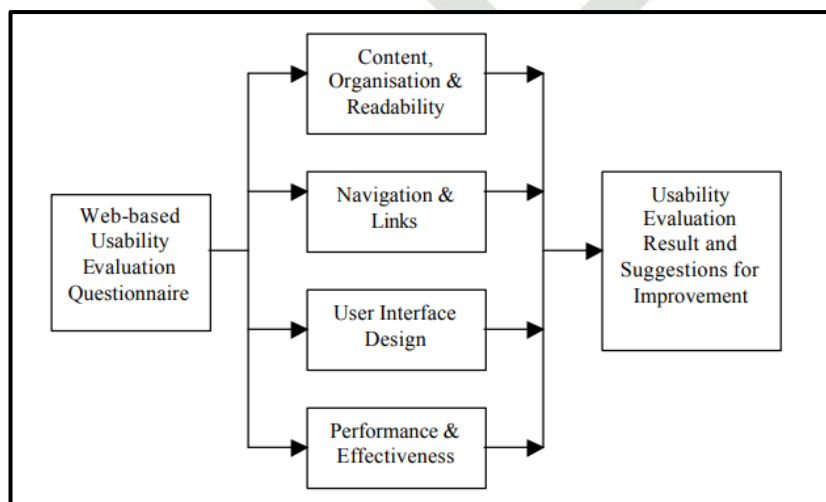 Content,
Organisation &
Readability
Web-based
Usability
Evaluation
Questionnaire
Navigation &
Links
User Interface
Design
Performance &
Effectiveness
Usability
Evaluation
Result and
Suggestions for
Improvement